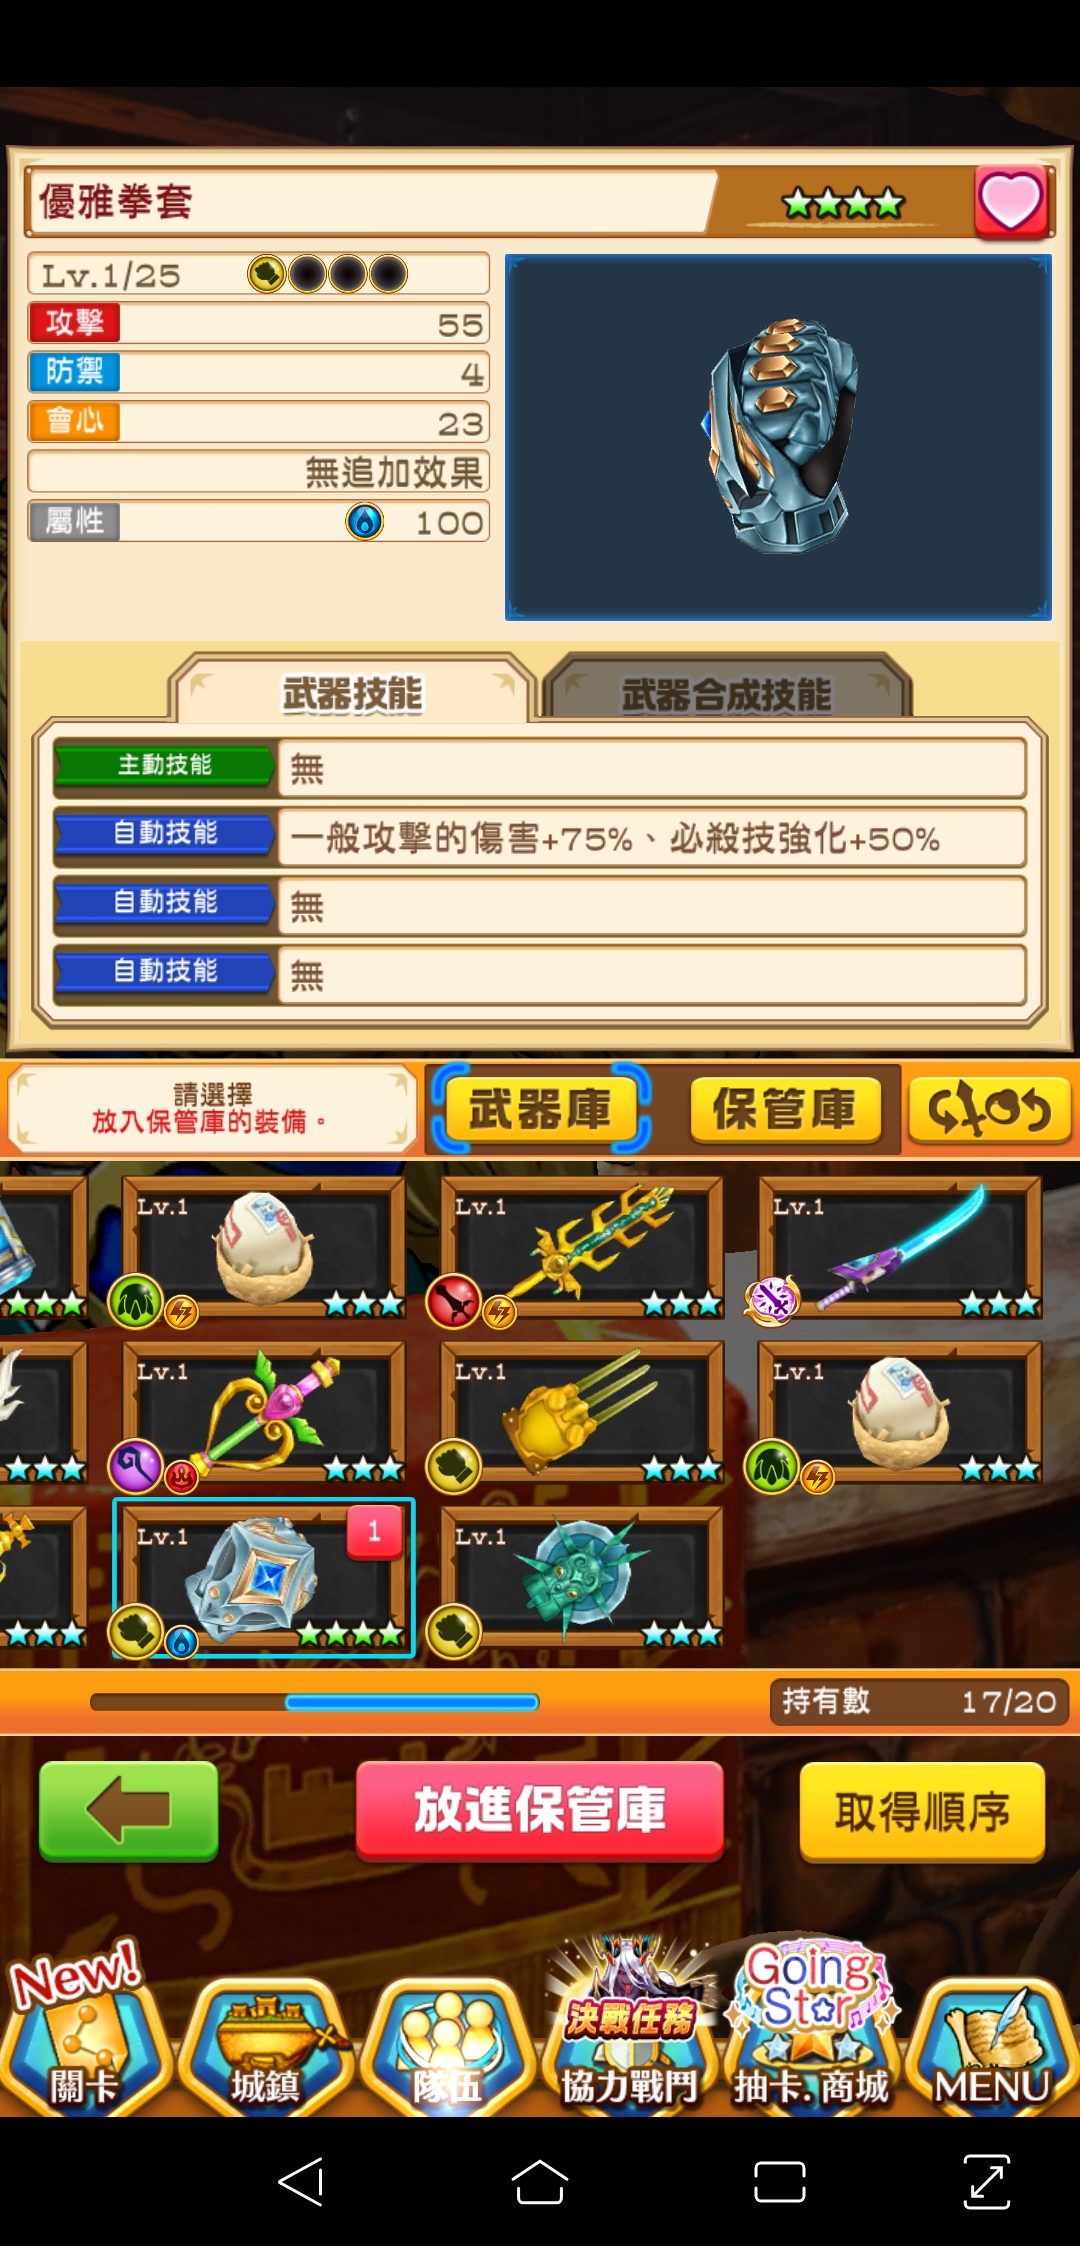 優雅拳套
Lv.1/25
攻擊 55
防禦 4
會心 23
無追加效果
屬性 100
武器技能 武器合成技能
主動技能 無
自動技能 一般攻擊的傷害+75%、必殺技強化+50%
自動技能 無
自動技能 無
請選擇
放入保管庫的裝備。
武器庫 保管庫
Lv.1 Lv.1 Lv.1
Lv.1 Lv.1 Lv.1
Lv.1 1 Lv.1
持有數 17/20
放進保管庫 取得順序
New!
關卡
城鎮
隊伍
決戰任務
協力戰鬥
Going
Star
抽卡.商城
MENU